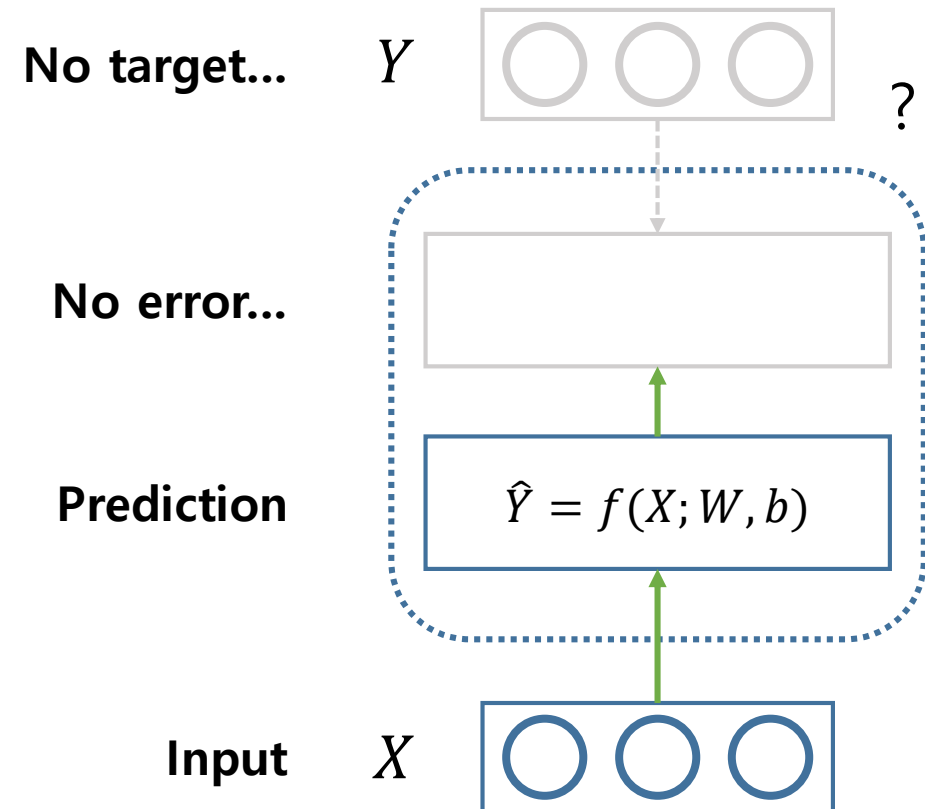 No target... Y
?
No error...
Prediction Ŷ = f(X; W, b)
Input X